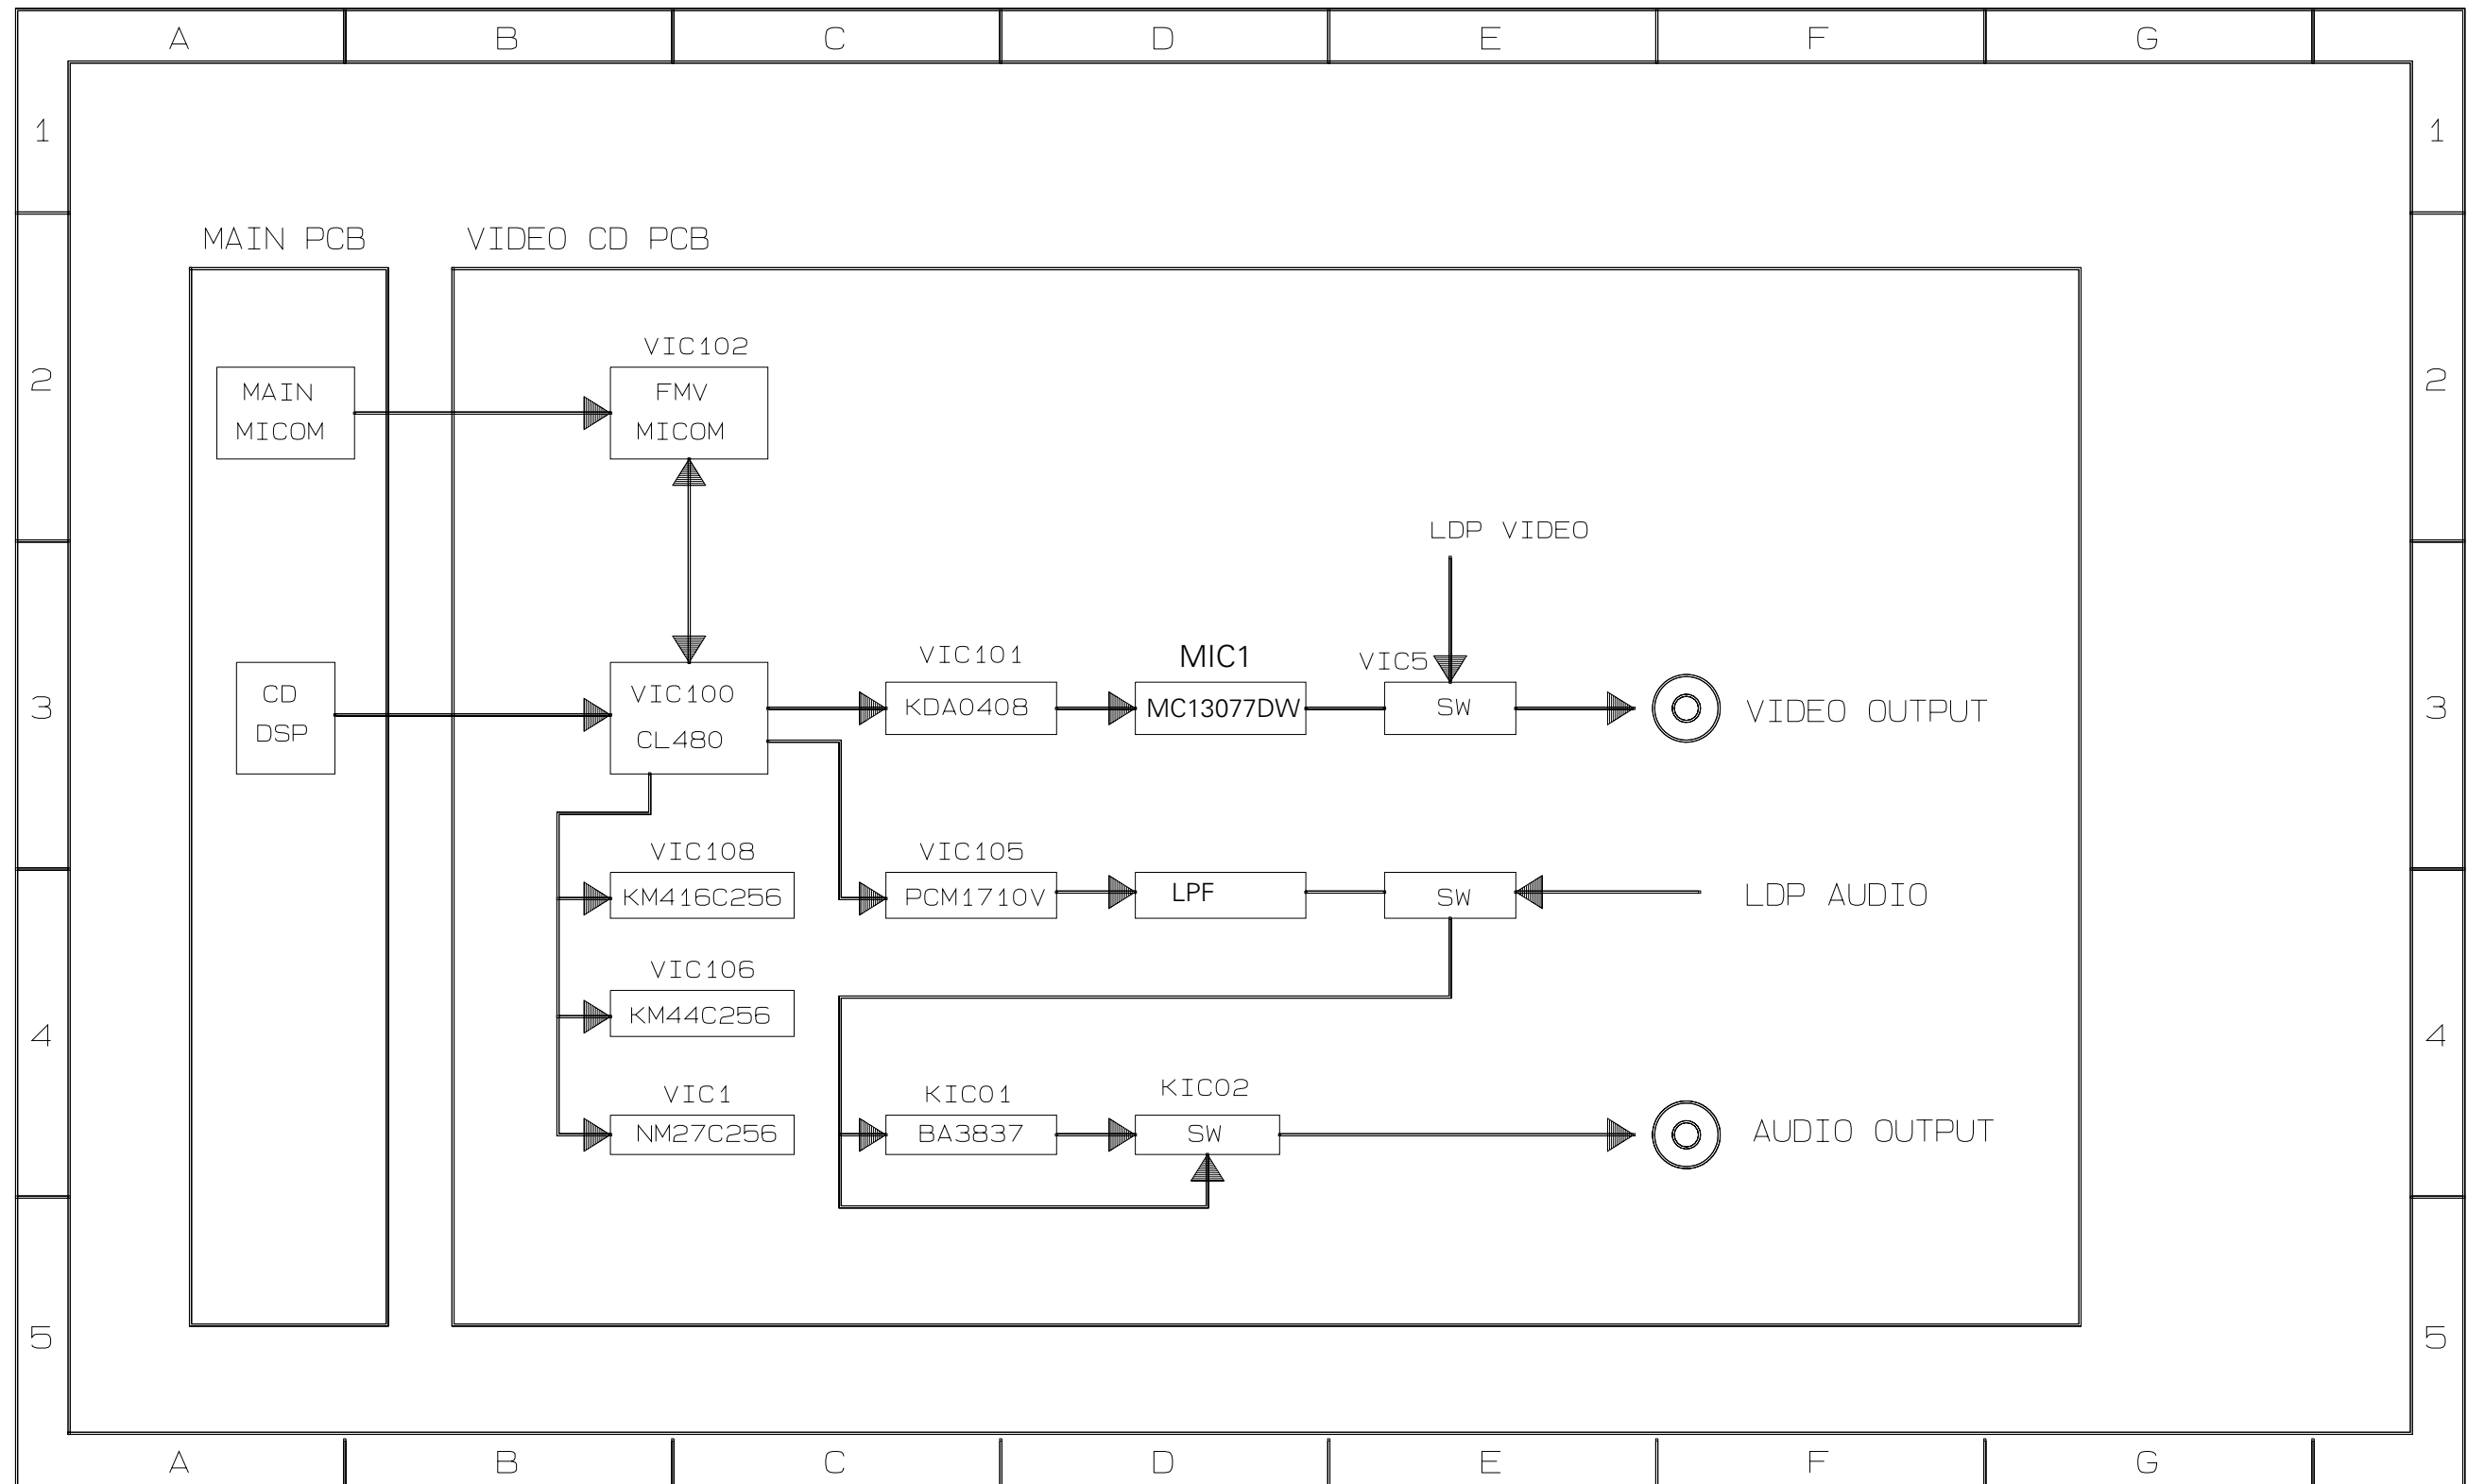 A B C D E F G
1 1
MAIN PCB VIDEO CD PCB
VIC102
2 2
MAIN FMV
MICOM MICOM
LDP VIDEO
VIC101 MIC1 VIC5
CD VIC100
3 KDA0408 MC13077DW SW VIDEO OUTPUT 3
DSP CL480
VIC108 VIC105
KM416C256 PCM1710V LPF SW LDP AUDIO
VIC106
KM44C256
4 4
VIC1 KIC01 KIC02
NM27C256 BA3837 SW AUDIO OUTPUT
5 5
A B C D E F G